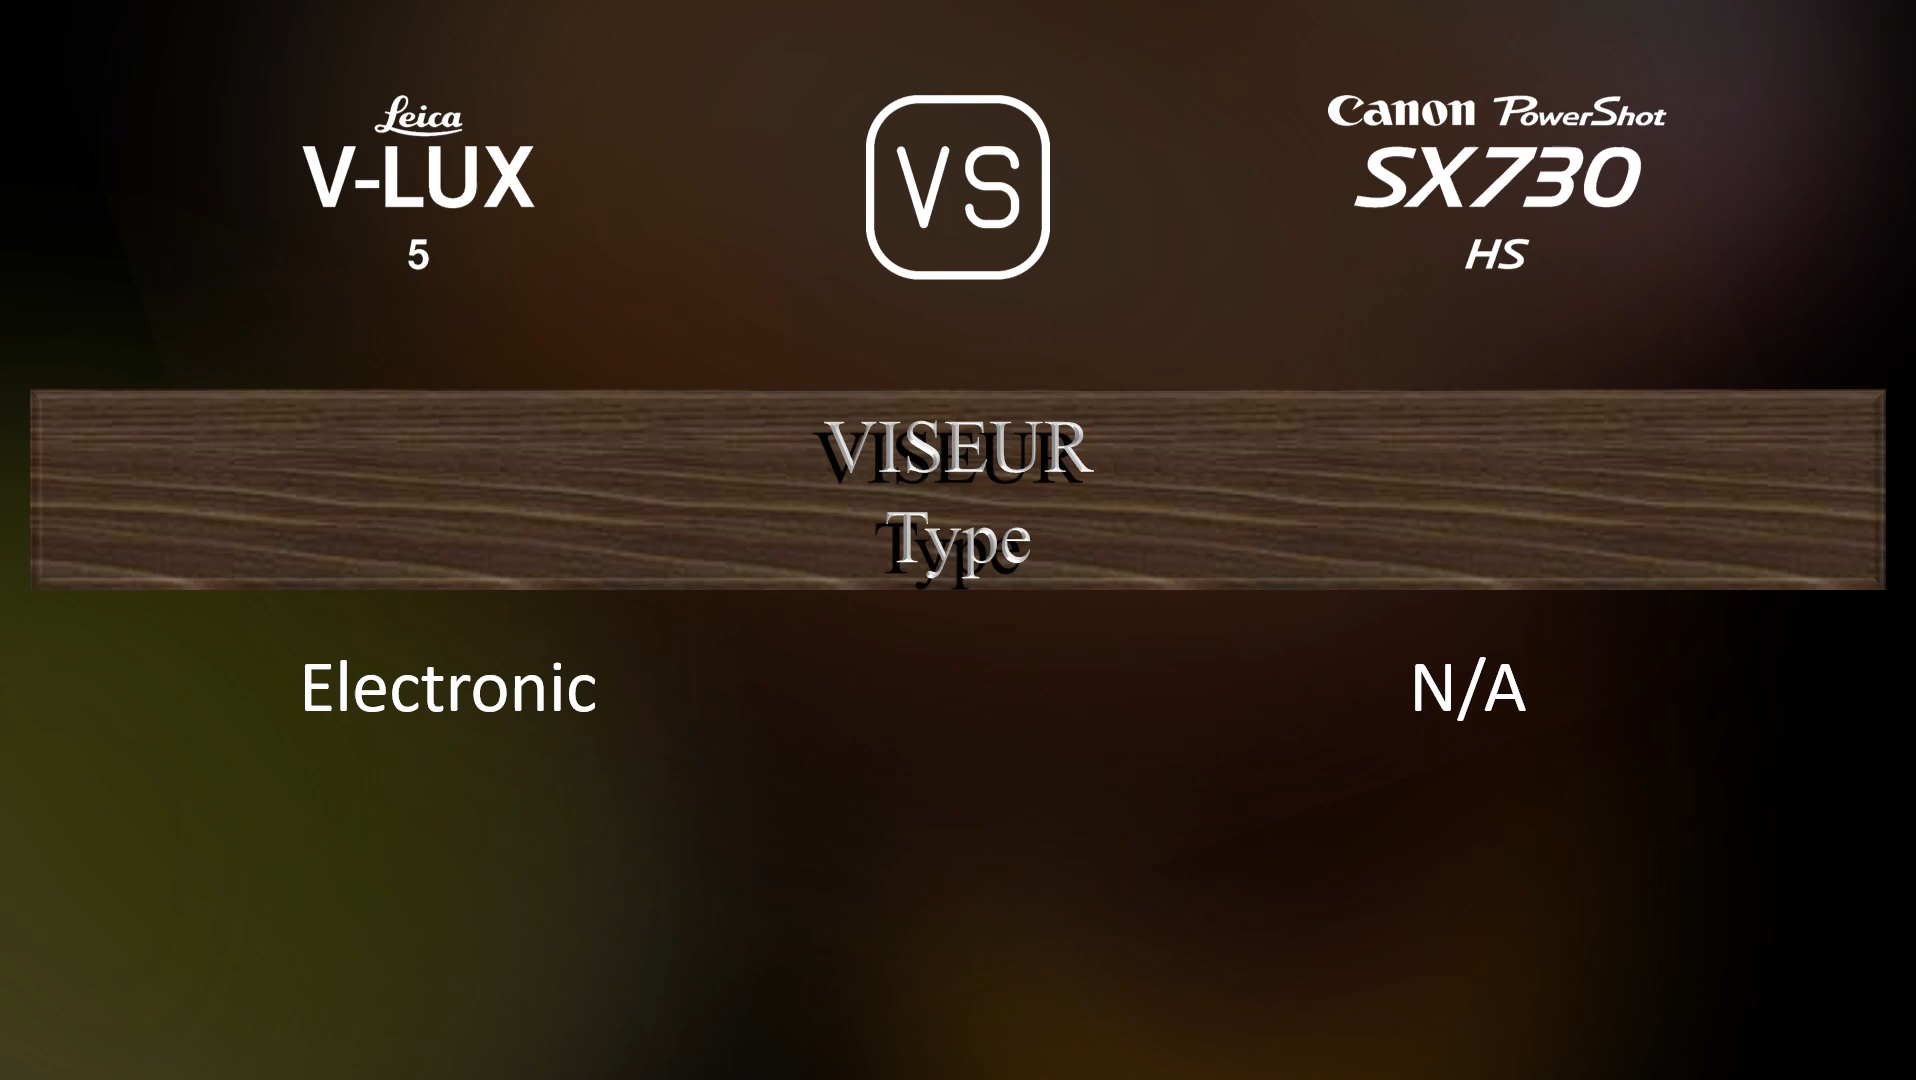 Leica
V-LUX
5
VS
Canon PowerShot
SX730
HS
VISEUR
Type
Electronic
N/A